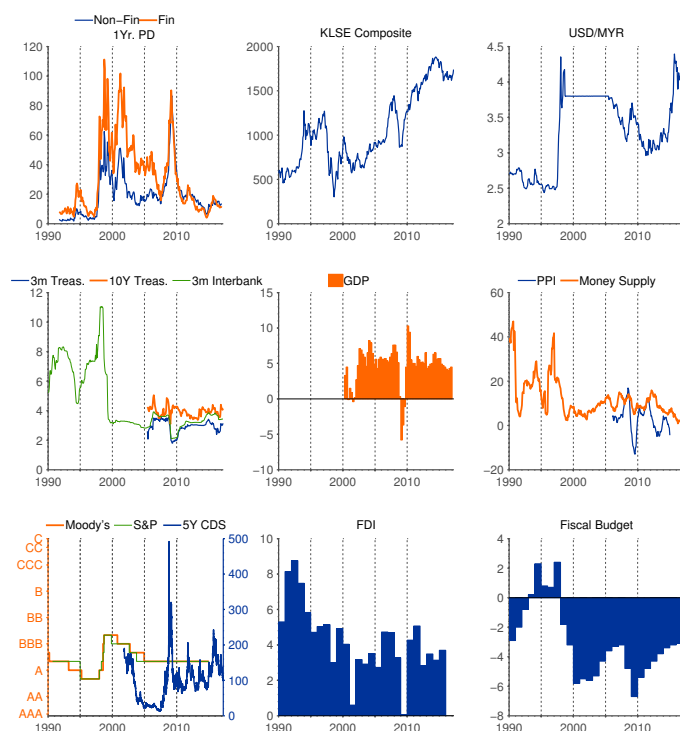 Non−Fin Fin
1Yr. PD
120
100
80
60
40
20
0
1990 2000 2010
KLSE Composite
2000
1500
1000
500
0
1990 2000 2010
USD/MYR
4.5
4
3.5
3
2.5
2
1990 2000 2010
3m Treas. 10Y Treas. 3m Interbank
12
10
8
6
4
2
0
1990 2000 2010
GDP
15
10
5
0
−5
−10
1990 2000 2010
PPI Money Supply
60
40
20
0
−20
1990 2000 2010
Moody's S&P 5Y CDS
C
CC
CCC
B
BB
BBB
A
AA
AAA
500
400
300
200
100
0
1990 2000 2010
FDI
10
8
6
4
2
0
1990 2000 2010
Fiscal Budget
4
2
0
−2
−4
−6
−8
1990 2000 2010